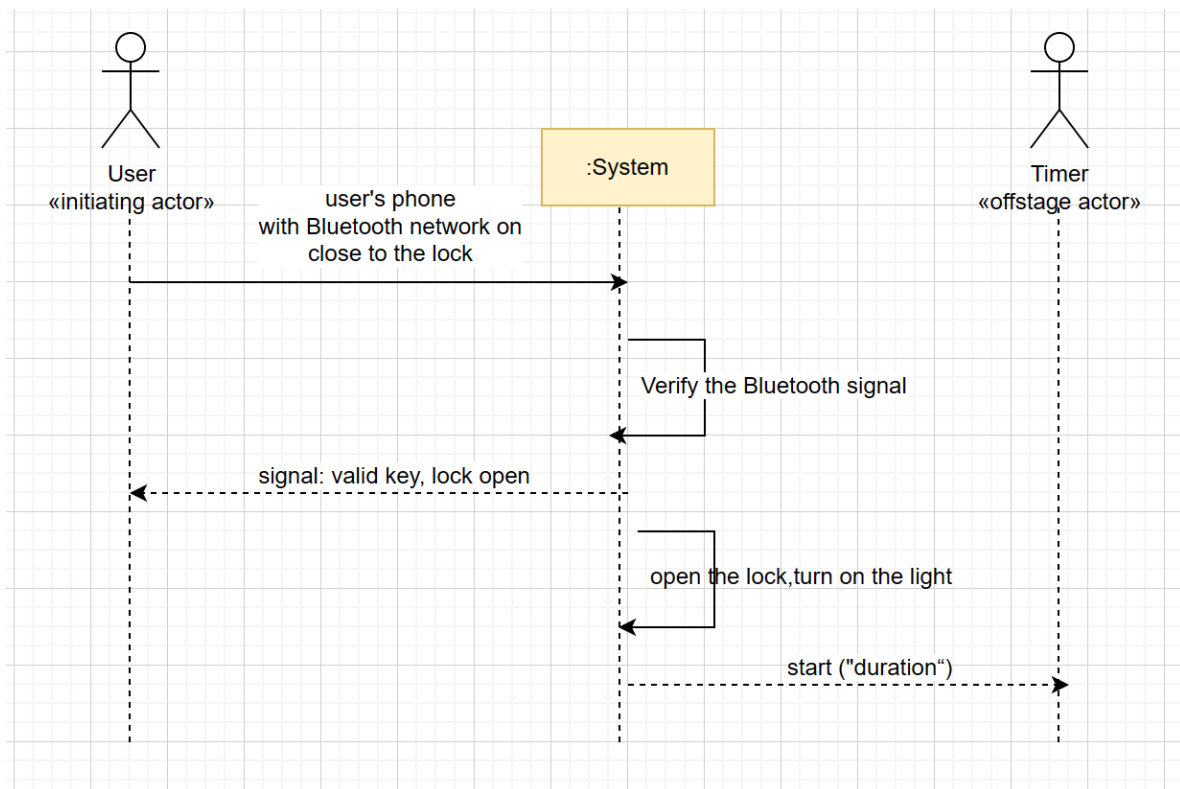 User
«initiating actor»
:System
Timer
«offstage actor»
user's phone
with Bluetooth network on
close to the lock
Verify the Bluetooth signal
signal: valid key, lock open
open the lock,turn on the light
start ("duration“)